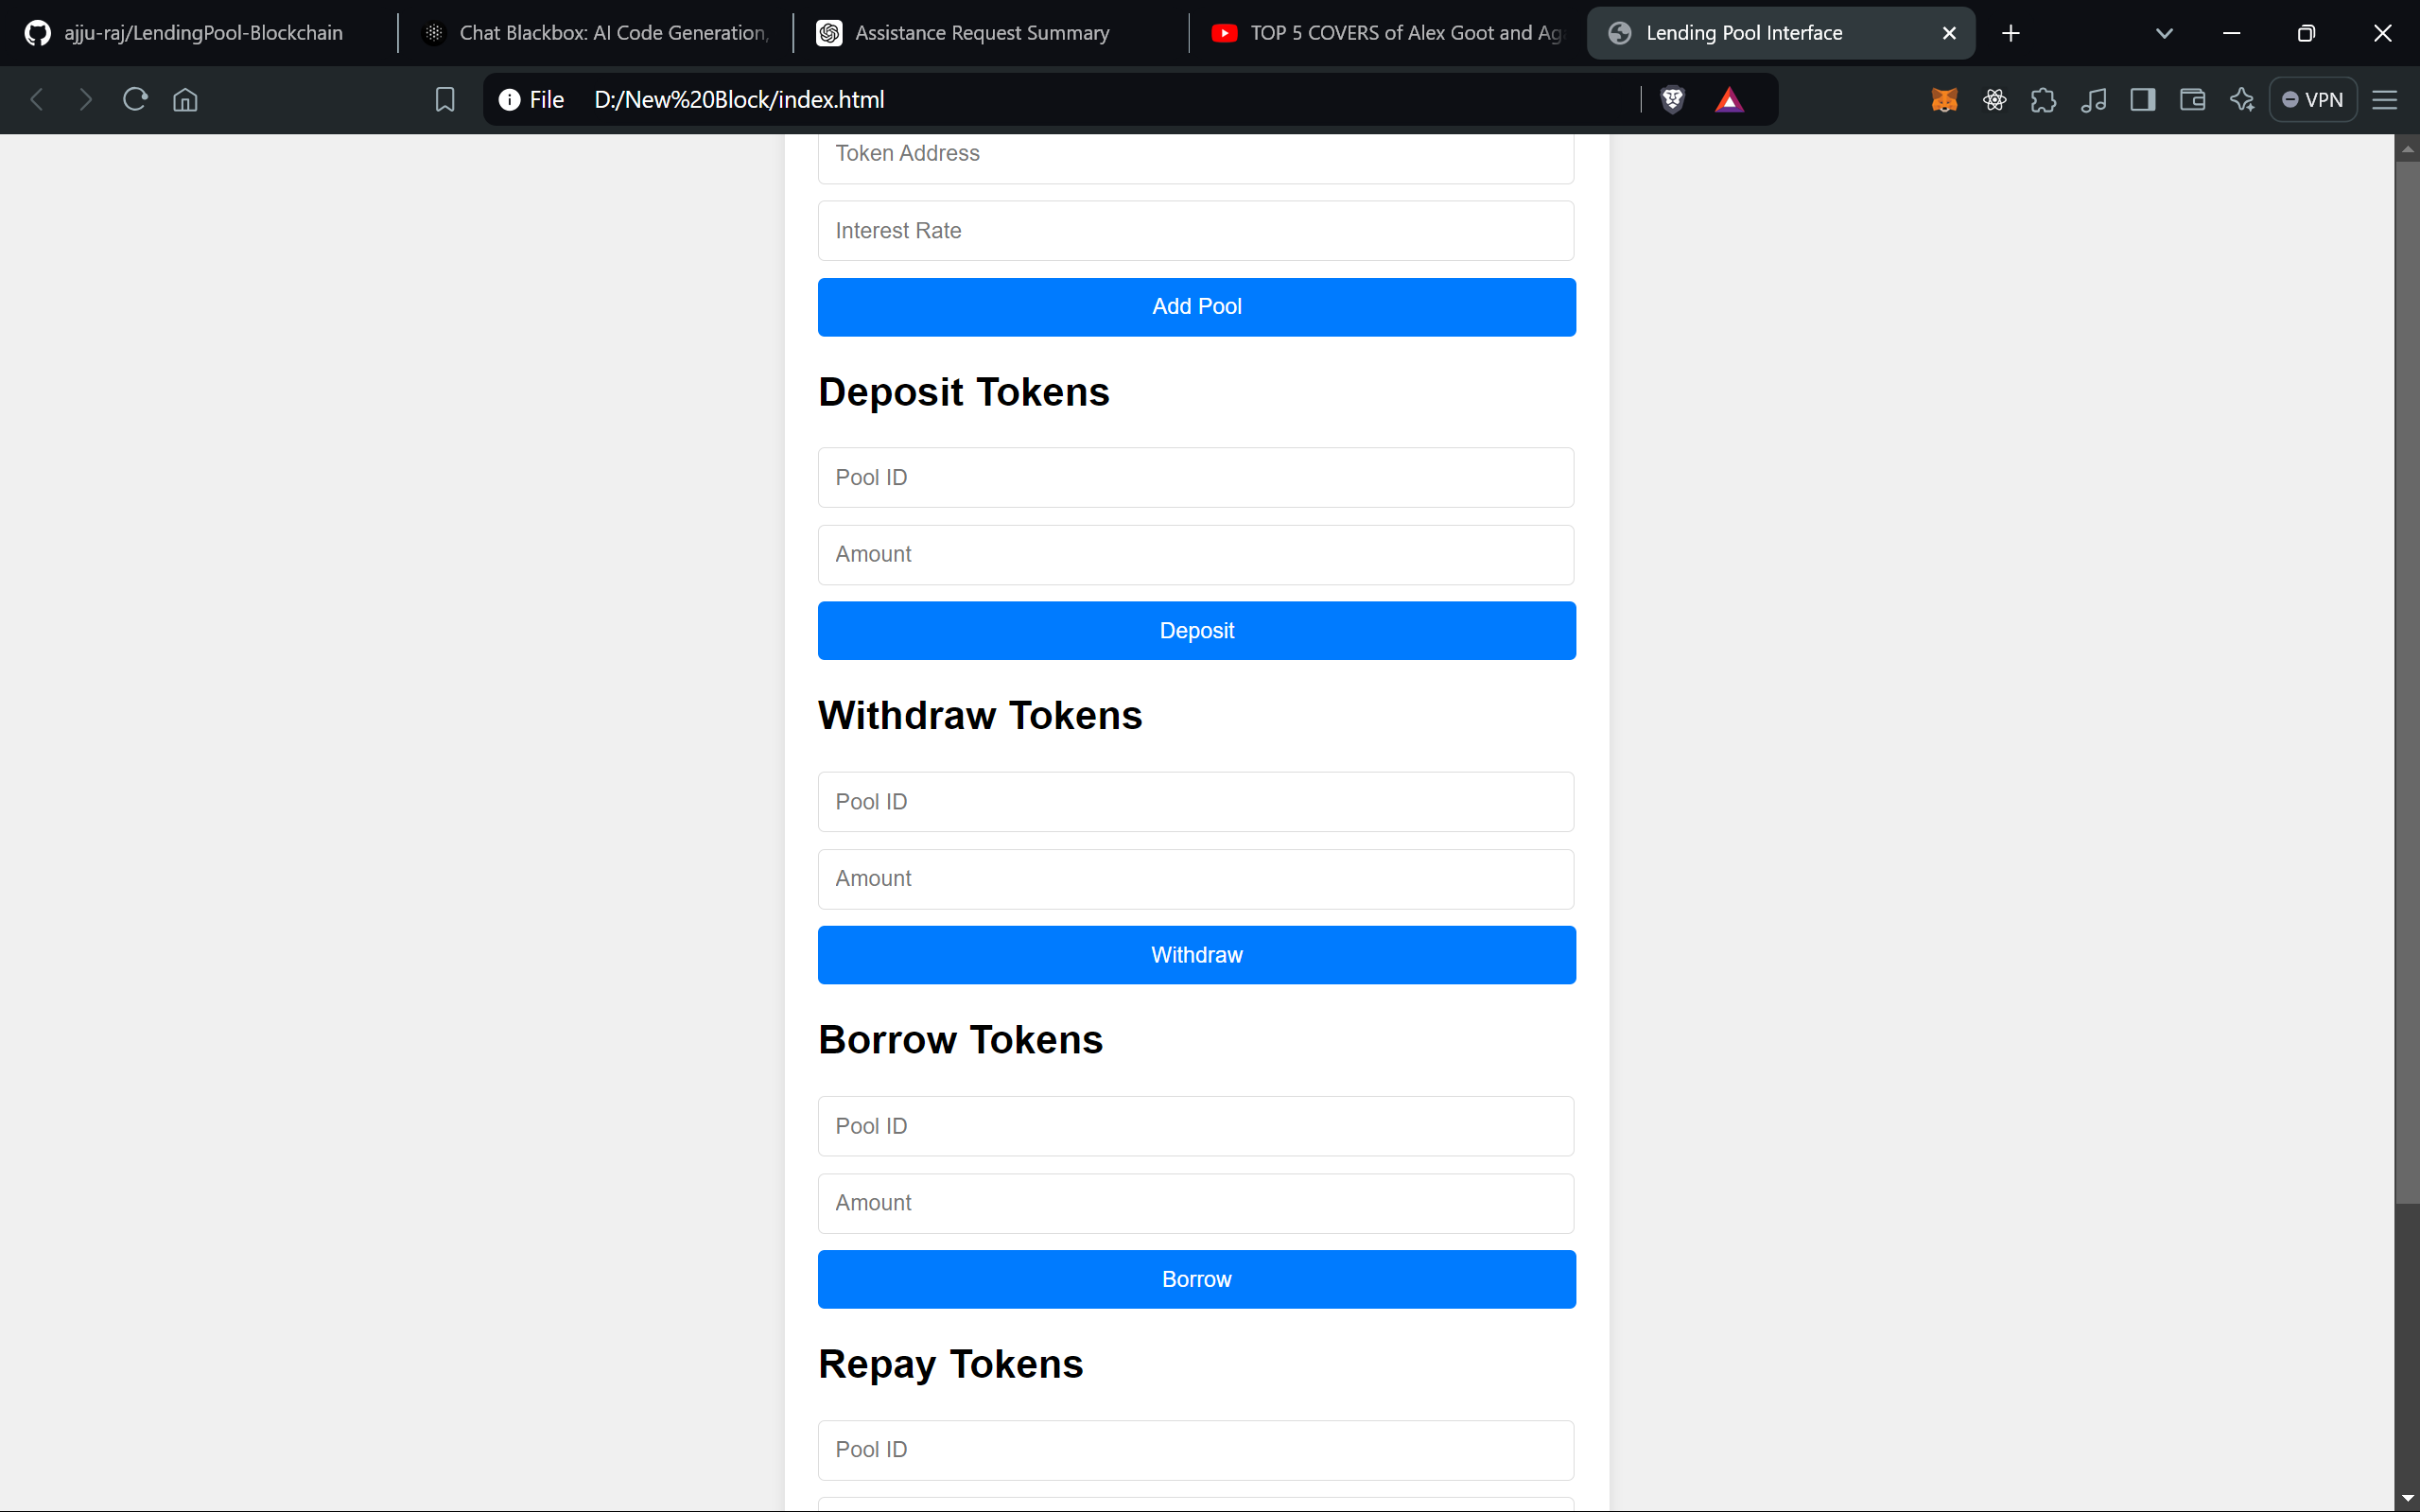 ajju-raj/LendingPool-Blockchain
Chat Blackbox: AI Code Generation,
Assistance Request Summary
TOP 5 COVERS of Alex Goot and Ag
Lending Pool Interface
File D:/New%20Block/index.html
VPN
Token Address
Interest Rate
Add Pool
Deposit Tokens
Pool ID
Amount
Deposit
Withdraw Tokens
Pool ID
Amount
Withdraw
Borrow Tokens
Pool ID
Amount
Borrow
Repay Tokens
Pool ID